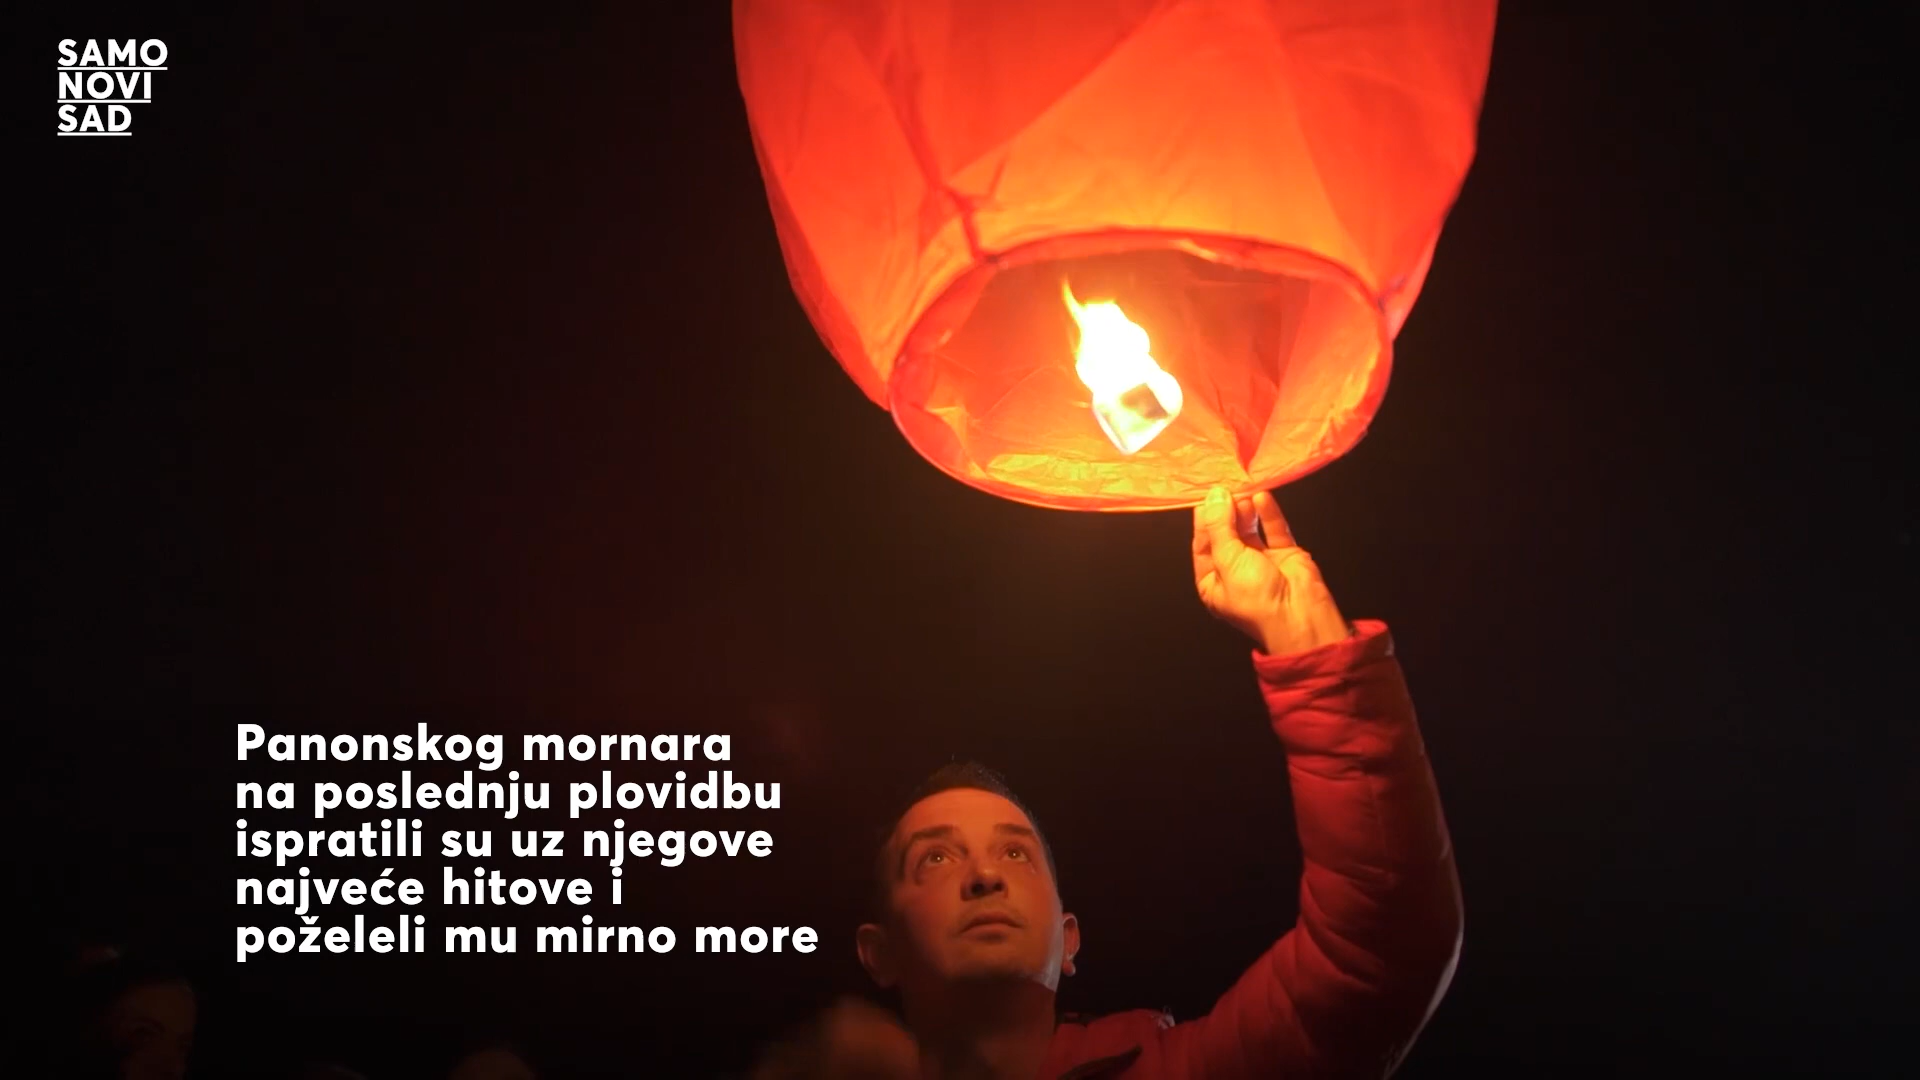 SAMO
NOVI
SAD
Panonskog mornara
na poslednju plovidbu
ispratili su uz njegove
najveće hitove i
poželeli mu mirno more